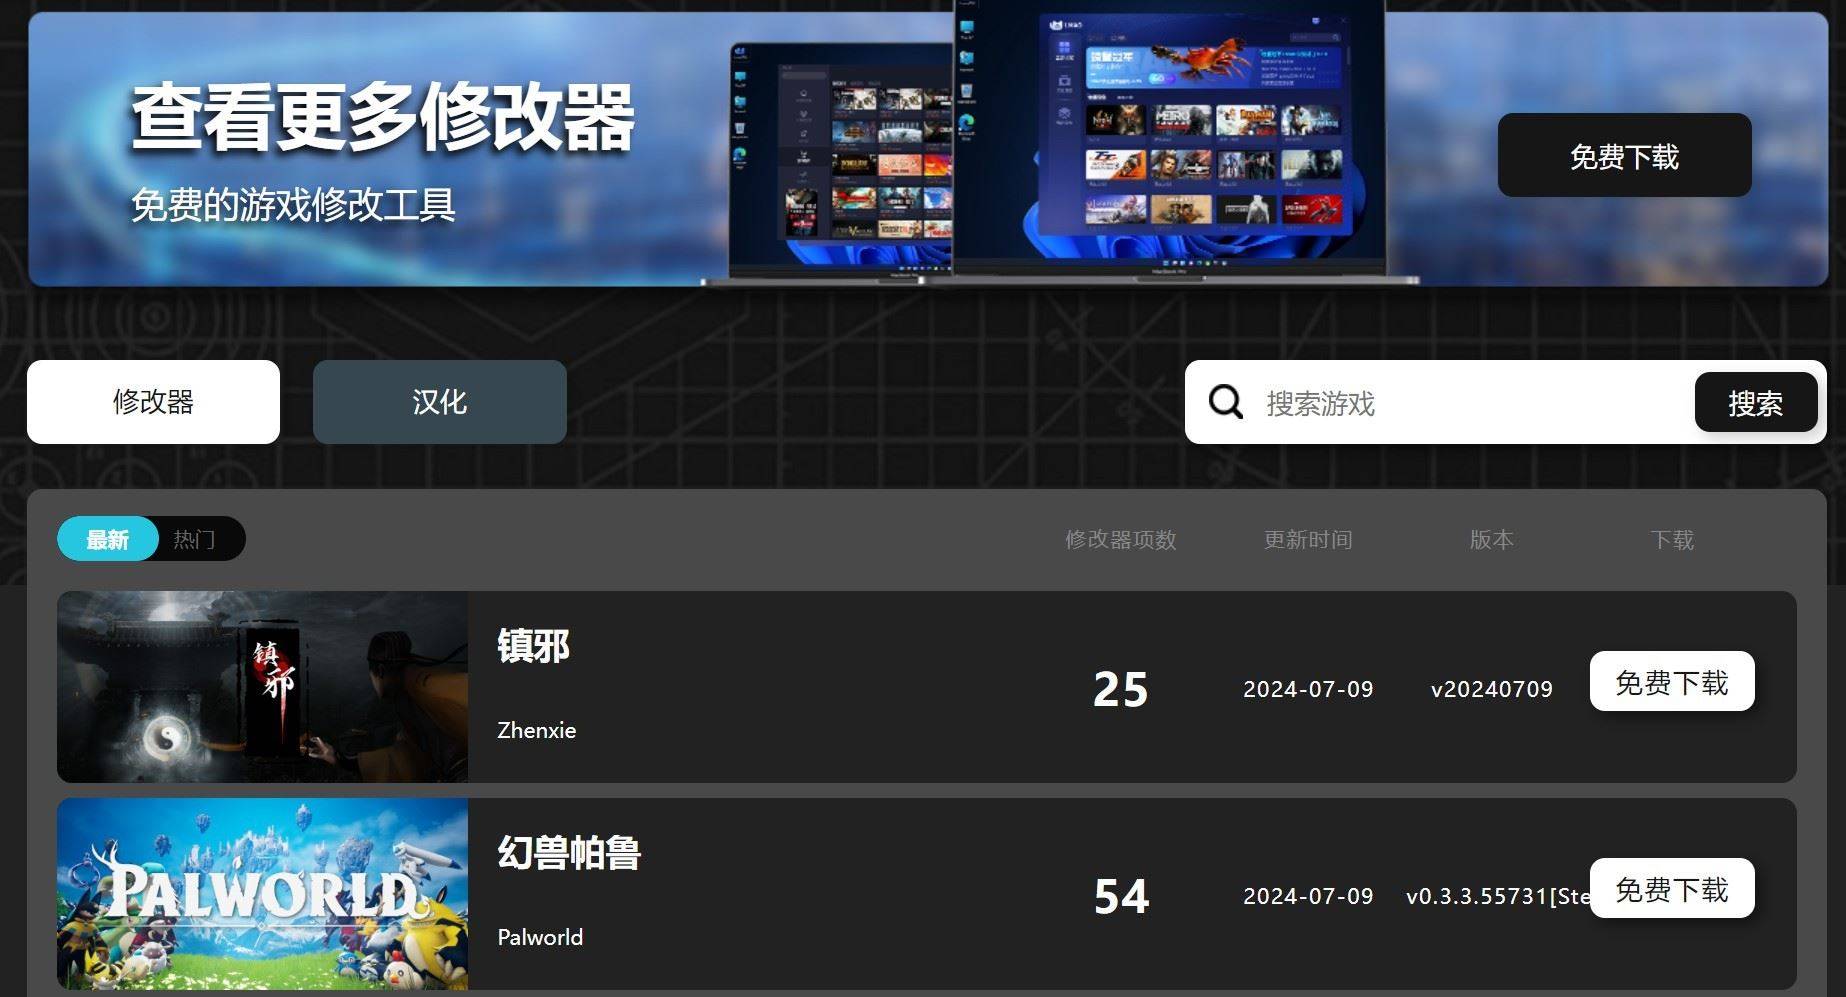 查看更多修改器
免费的游戏修改工具
免费下载
修改器
汉化
搜索游戏
搜索
最新
热门
修改器项数
更新时间
版本
下载
镇邪
镇邪
Zhenxie
25
2024-07-09
v20240709
免费下载
PALWORLD
幻兽帕鲁
Palworld
54
2024-07-09
v0.3.3.55731[Ste
免费下载